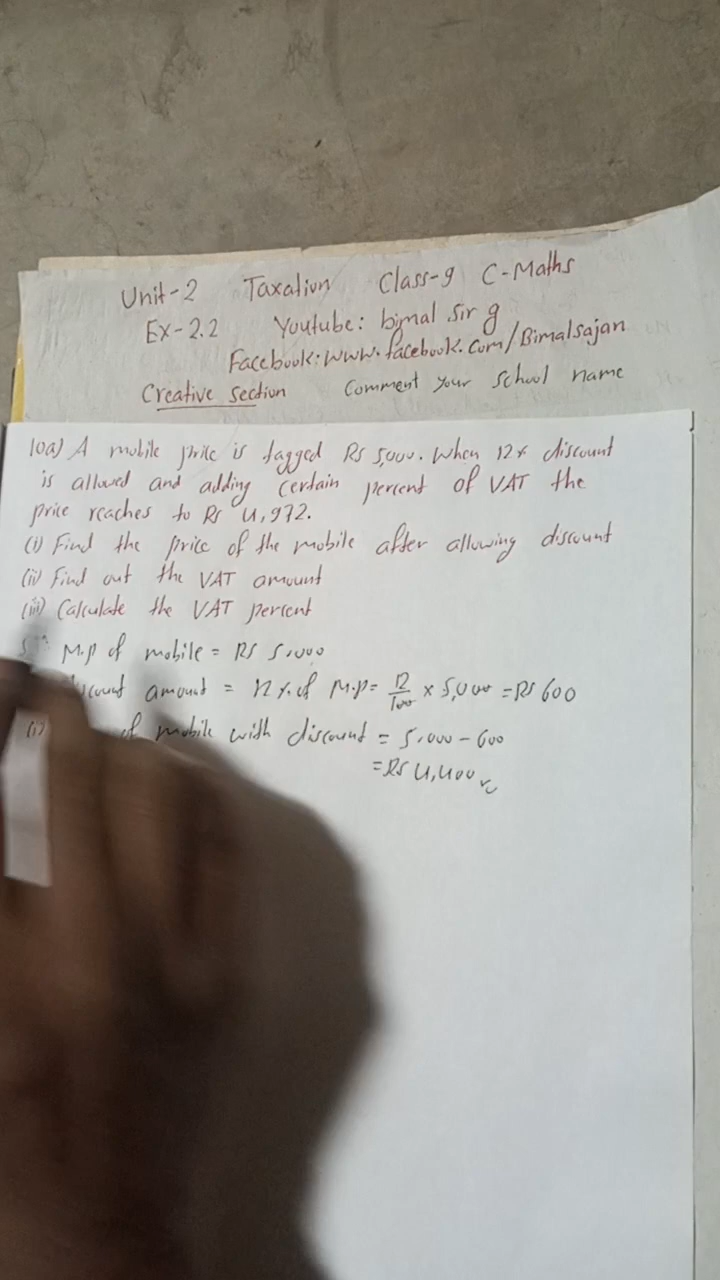 Unit-2 Taxation Class-9 C-Maths
Ex-2.2 Youtube: bimal sir g
Facebook: www.facebook.com/Bimalsajan
Creative section Comment your school name
10a) A mobile price is tagged Rs 5,000. When 12% discount
is allowed and adding certain percent of VAT the
price reaches to Rs 4,972.
(i) Find the price of the mobile after allowing discount
(ii) Find out the VAT amount
(iii) Calculate the VAT percent
M.P of mobile = Rs 5,000
amount = 12% of M.P = 12/100 × 5,000 = Rs 600
(i) of mobile with discount = 5,000 - 600
= Rs 4,400